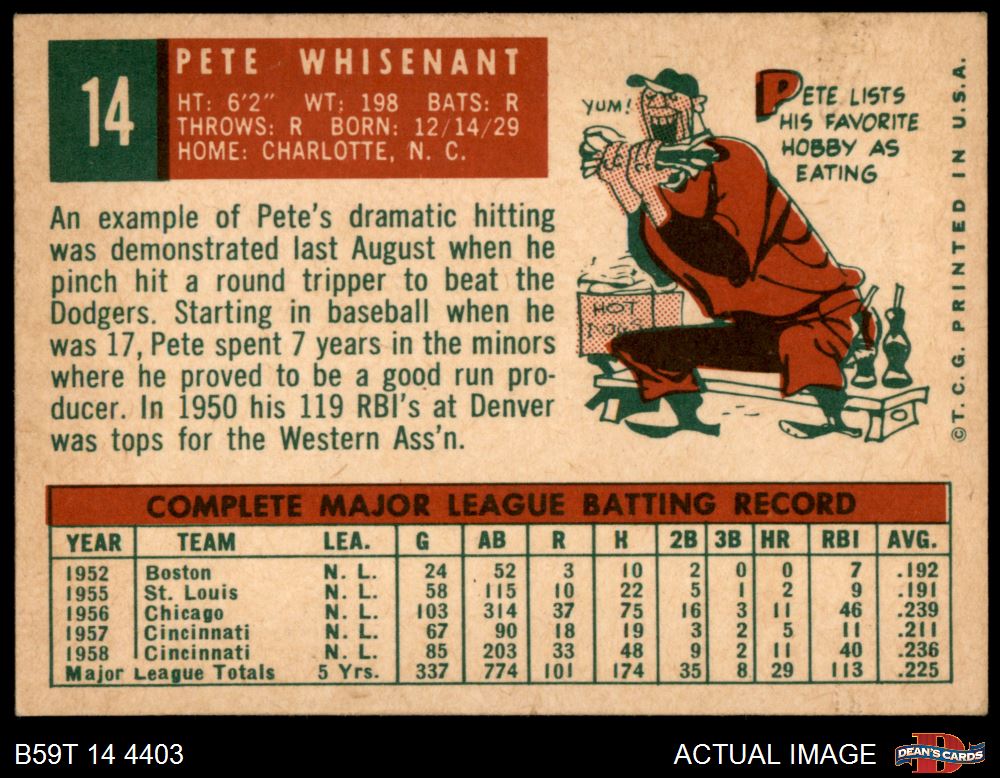 14
PETE WHISENANT
HT: 6'2" WT: 198 BATS: R
THROWS: R BORN: 12/14/29
HOME: CHARLOTTE, N. C.
An example of Pete's dramatic hitting
was demonstrated last August when he
pinch hit a round tripper to beat the
Dodgers. Starting in baseball when he
was 17, Pete spent 7 years in the minors
where he proved to be a good run pro-
ducer. In 1950 his 119 RBI's at Denver
was tops for the Western Ass'n.
YUM!
PETE LISTS
HIS FAVORITE
HOBBY AS
EATING
HOT
©T. C. G. PRINTED IN U.S.A.
COMPLETE MAJOR LEAGUE BATTING RECORD
YEAR TEAM LEA. G AB R H 2B 3B HR RBI AVG.
1952 Boston N. L. 24 52 3 10 2 0 0 7 .192
1955 St. Louis N. L. 58 115 10 22 5 1 2 9 .191
1956 Chicago N. L. 103 314 37 75 16 3 11 46 .239
1957 Cincinnati N. L. 67 90 18 19 3 2 5 11 .211
1958 Cincinnati N. L. 85 203 33 48 9 2 11 40 .236
Major League Totals 5 Yrs. 337 774 101 174 35 8 29 113 .225
B59T 14 4403
ACTUAL IMAGE
DEAN'S CARDS